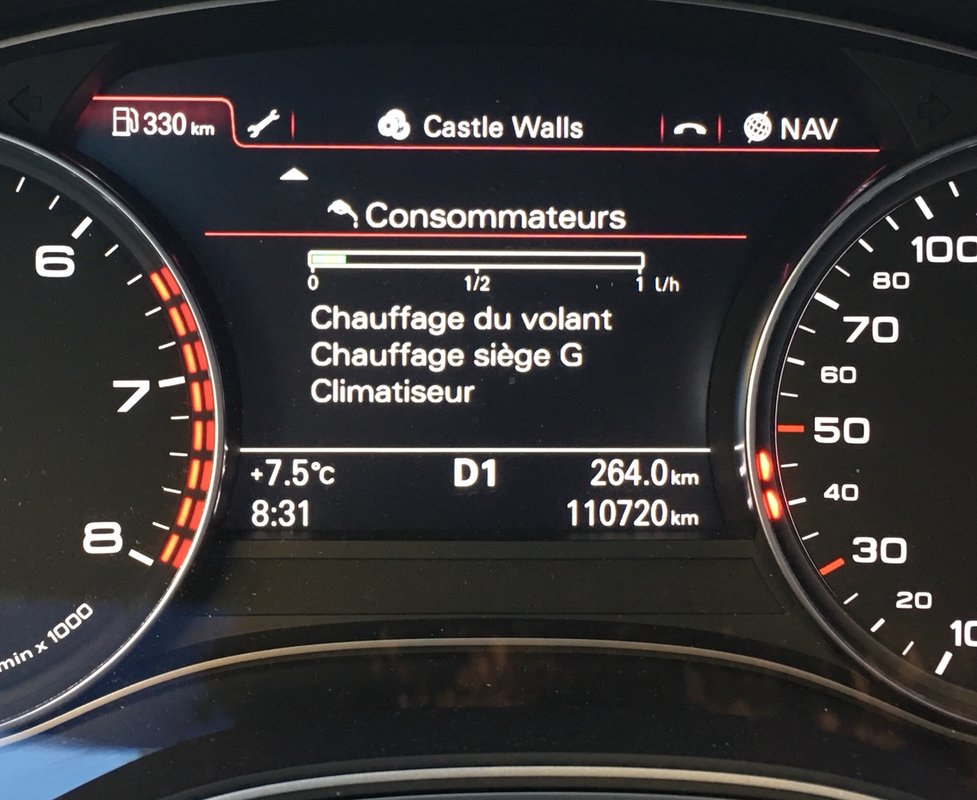 330 km Castle Walls NAV
Consommateurs
0 1/2 1 l/h
Chauffage du volant
Chauffage siège G
Climatiseur
+7.5°C D1 264.0 km
8:31 110720 km
6
7
8
min x 1000
100
80
70
60
50
40
30
20
10